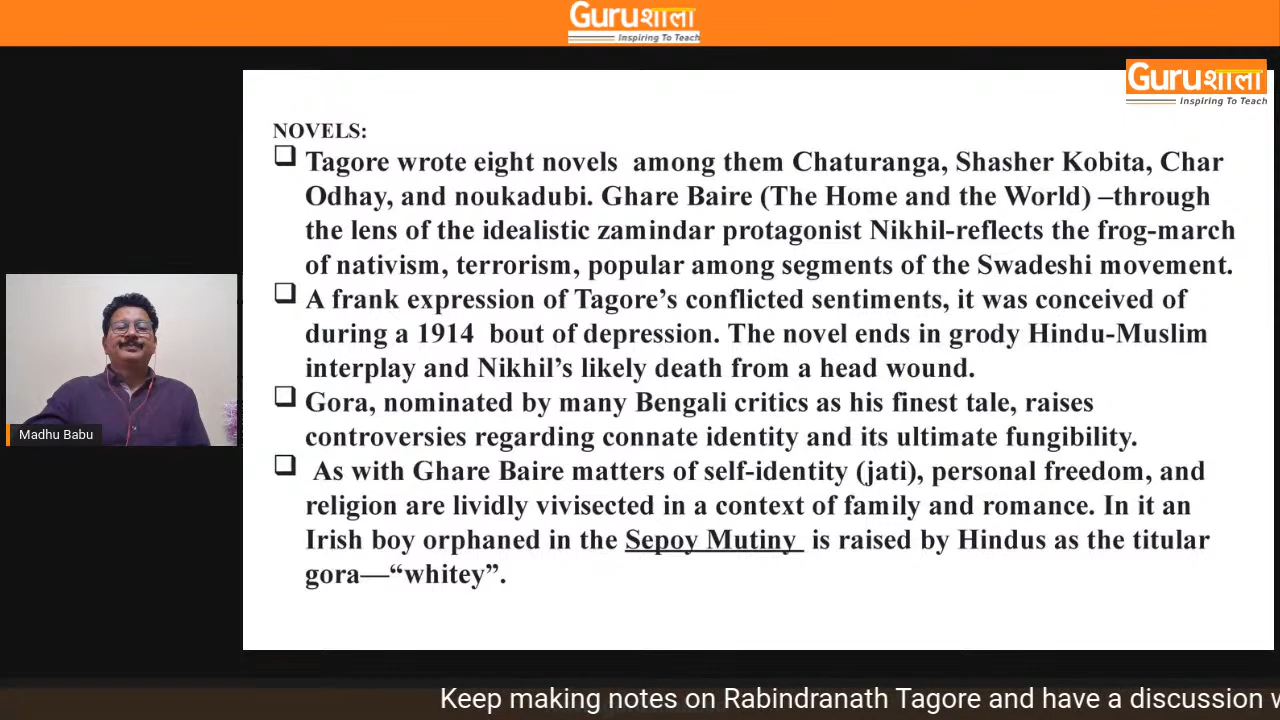 Guruशाला
Inspiring To Teach
Guruशाला
Inspiring To Teach
NOVELS:
Tagore wrote eight novels among them Chaturanga, Shasher Kobita, Char
Odhay, and noukadubi. Ghare Baire (The Home and the World) –through
the lens of the idealistic zamindar protagonist Nikhil-reflects the frog-march
of nativism, terrorism, popular among segments of the Swadeshi movement.
A frank expression of Tagore’s conflicted sentiments, it was conceived of
during a 1914 bout of depression. The novel ends in grody Hindu-Muslim
interplay and Nikhil’s likely death from a head wound.
Gora, nominated by many Bengali critics as his finest tale, raises
controversies regarding connate identity and its ultimate fungibility.
As with Ghare Baire matters of self-identity (jati), personal freedom, and
religion are lividly vivisected in a context of family and romance. In it an
Irish boy orphaned in the Sepoy Mutiny is raised by Hindus as the titular
gora—“whitey”.
Madhu Babu
Keep making notes on Rabindranath Tagore and have a discussion w